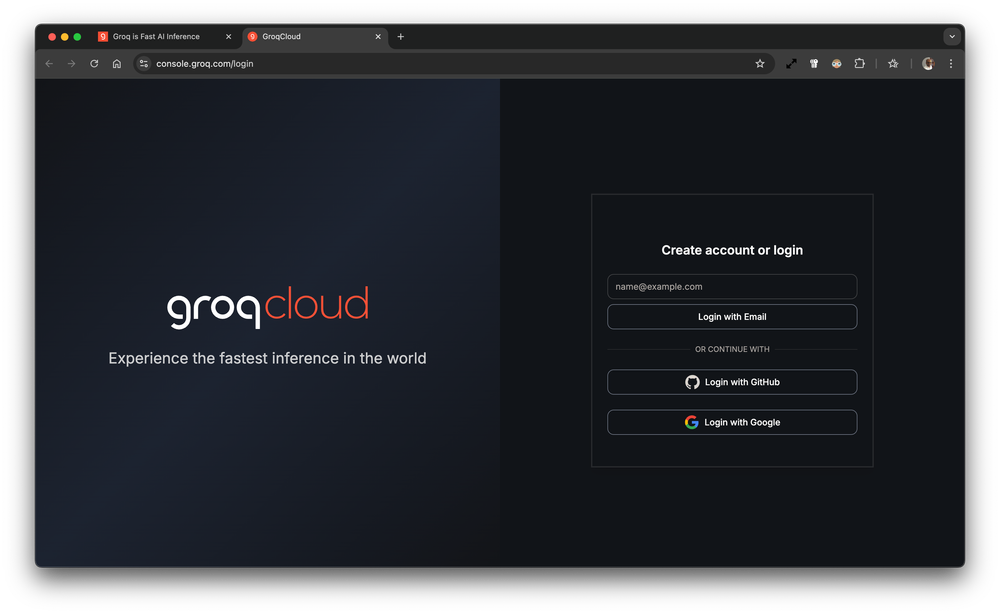 Groq is Fast AI Inference
GroqCloud
console.groq.com/login
groqcloud
Experience the fastest inference in the world
Create account or login
name@example.com
Login with Email
OR CONTINUE WITH
Login with GitHub
Login with Google